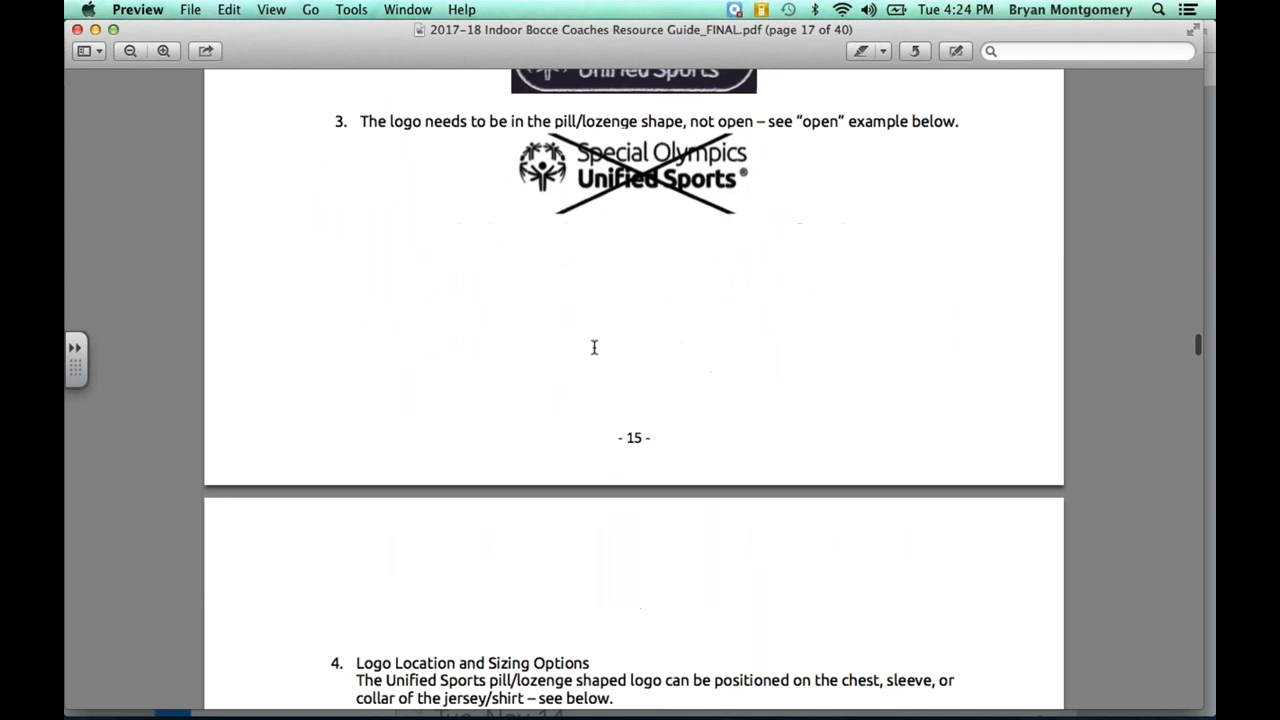 Preview File Edit View Go Tools Window Help Tue 4:24 PM Bryan Montgomery
2017-18 Indoor Bocce Coaches Resource Guide_FINAL.pdf (page 17 of 40)
Unified Sports
3. The logo needs to be in the pill/lozenge shape, not open – see “open” example below.
Special Olympics
Unified Sports®
- 15 -
4. Logo Location and Sizing Options
The Unified Sports pill/lozenge shaped logo can be positioned on the chest, sleeve, or
collar of the jersey/shirt – see below.
Tue, Nov 14